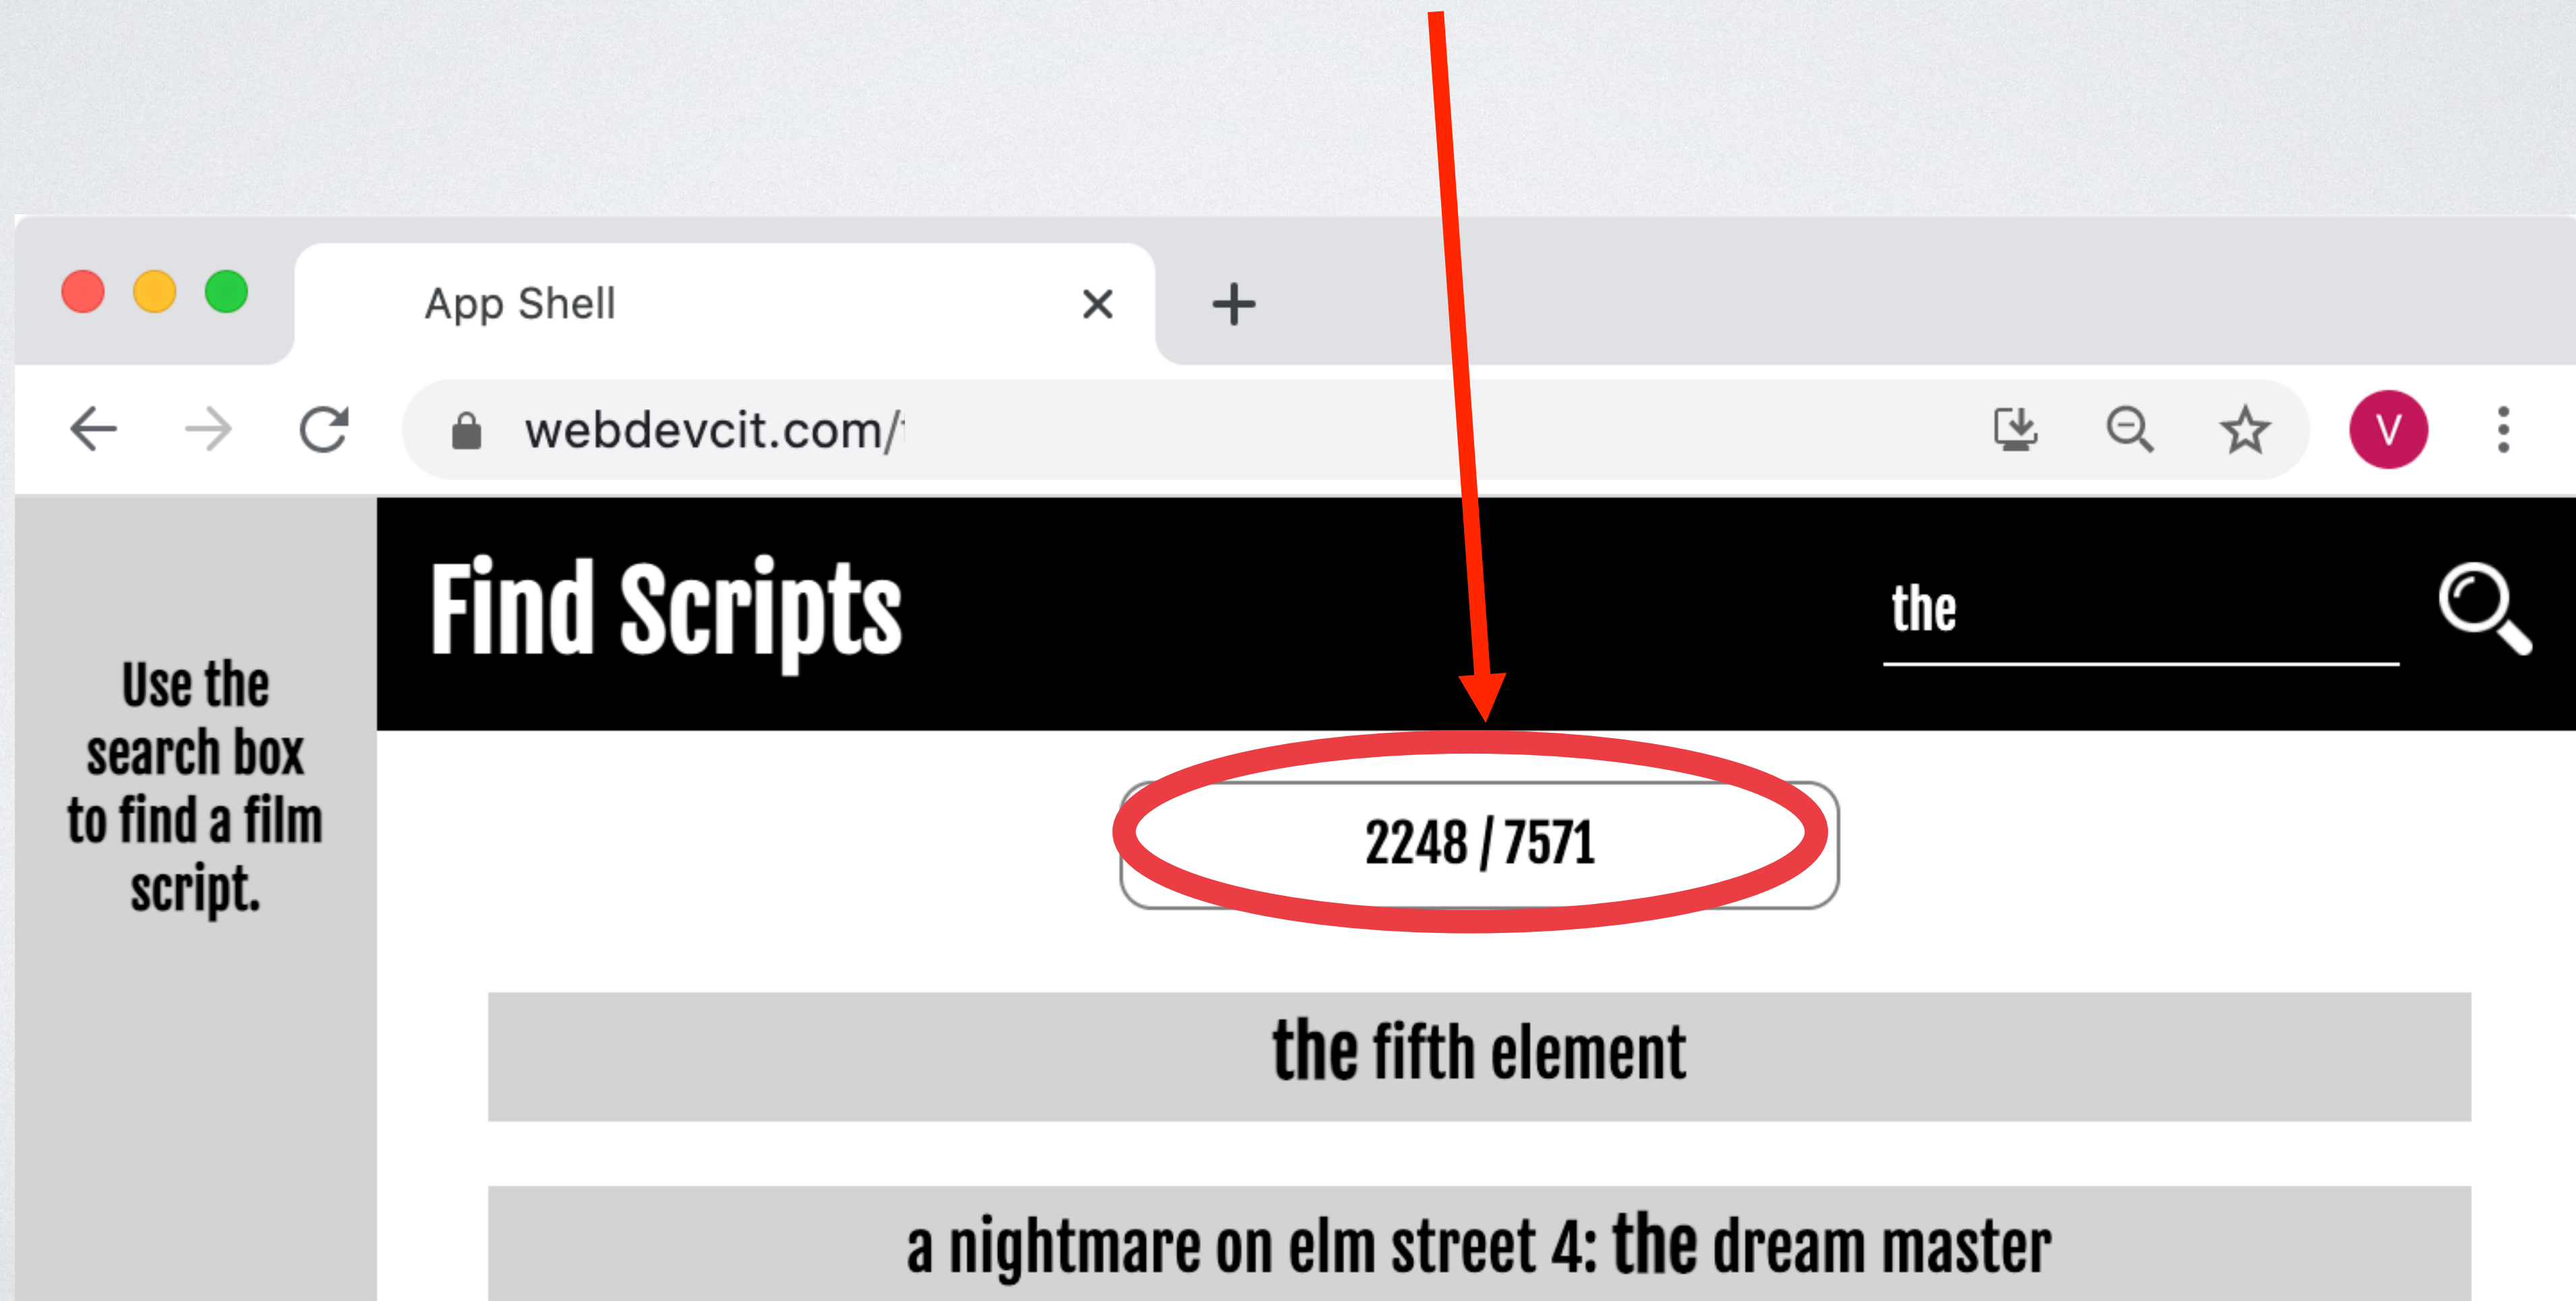 App Shell
webdevcit.com/
V
Find Scripts
the
Use the
search box
to find a film
script.
2248 / 7571
the fifth element
a nightmare on elm street 4: the dream master